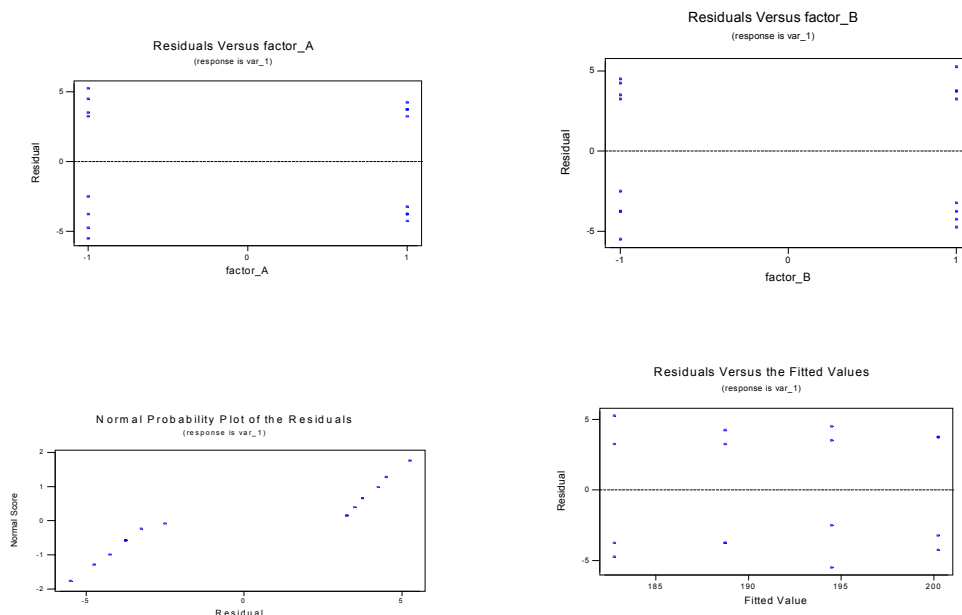 Residuals Versus factor_A
(response is var_1)
5
0
-5
Residual
-1
0
1
factor_A
Residuals Versus factor_B
(response is var_1)
5
0
-5
Residual
-1
0
1
factor_B
Normal Probability Plot of the Residuals
(response is var_1)
2
1
0
-1
-2
Normal Score
-5
0
5
Residual
Residuals Versus the Fitted Values
(response is var_1)
5
0
-5
Residual
185
190
195
200
Fitted Value